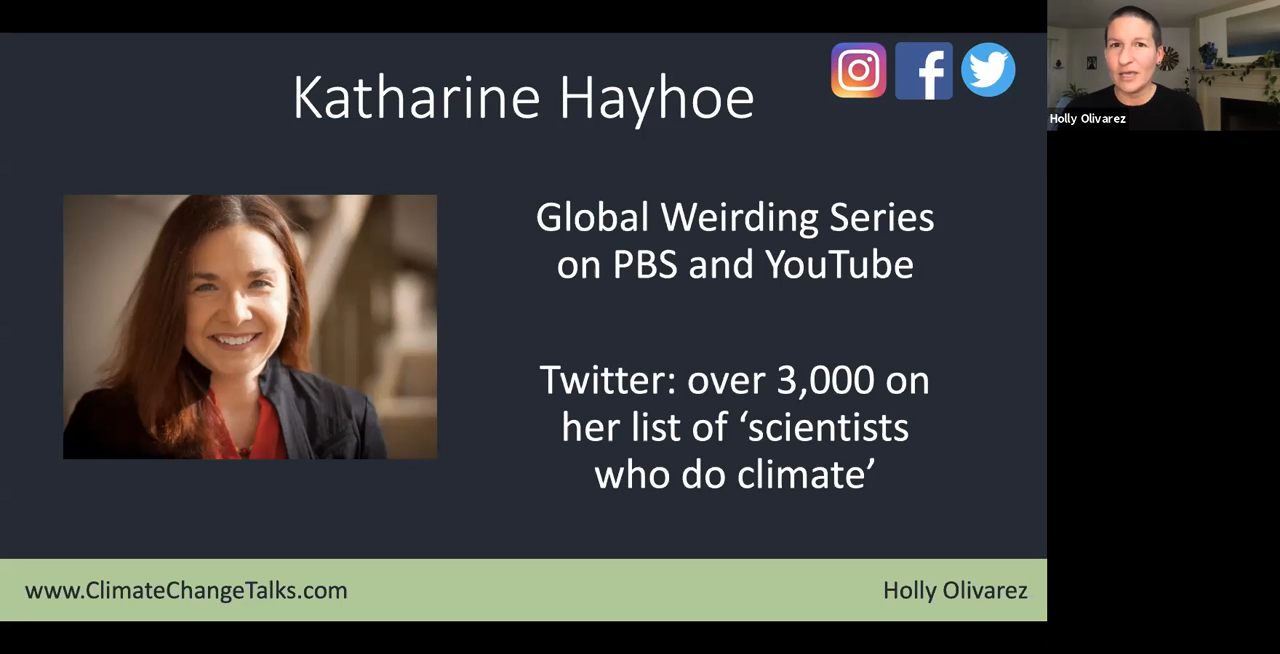 Katharine Hayhoe
Global Weirding Series
on PBS and YouTube
Twitter: over 3,000 on
her list of ‘scientists
who do climate’
www.ClimateChangeTalks.com
Holly Olivarez
Holly Olivarez